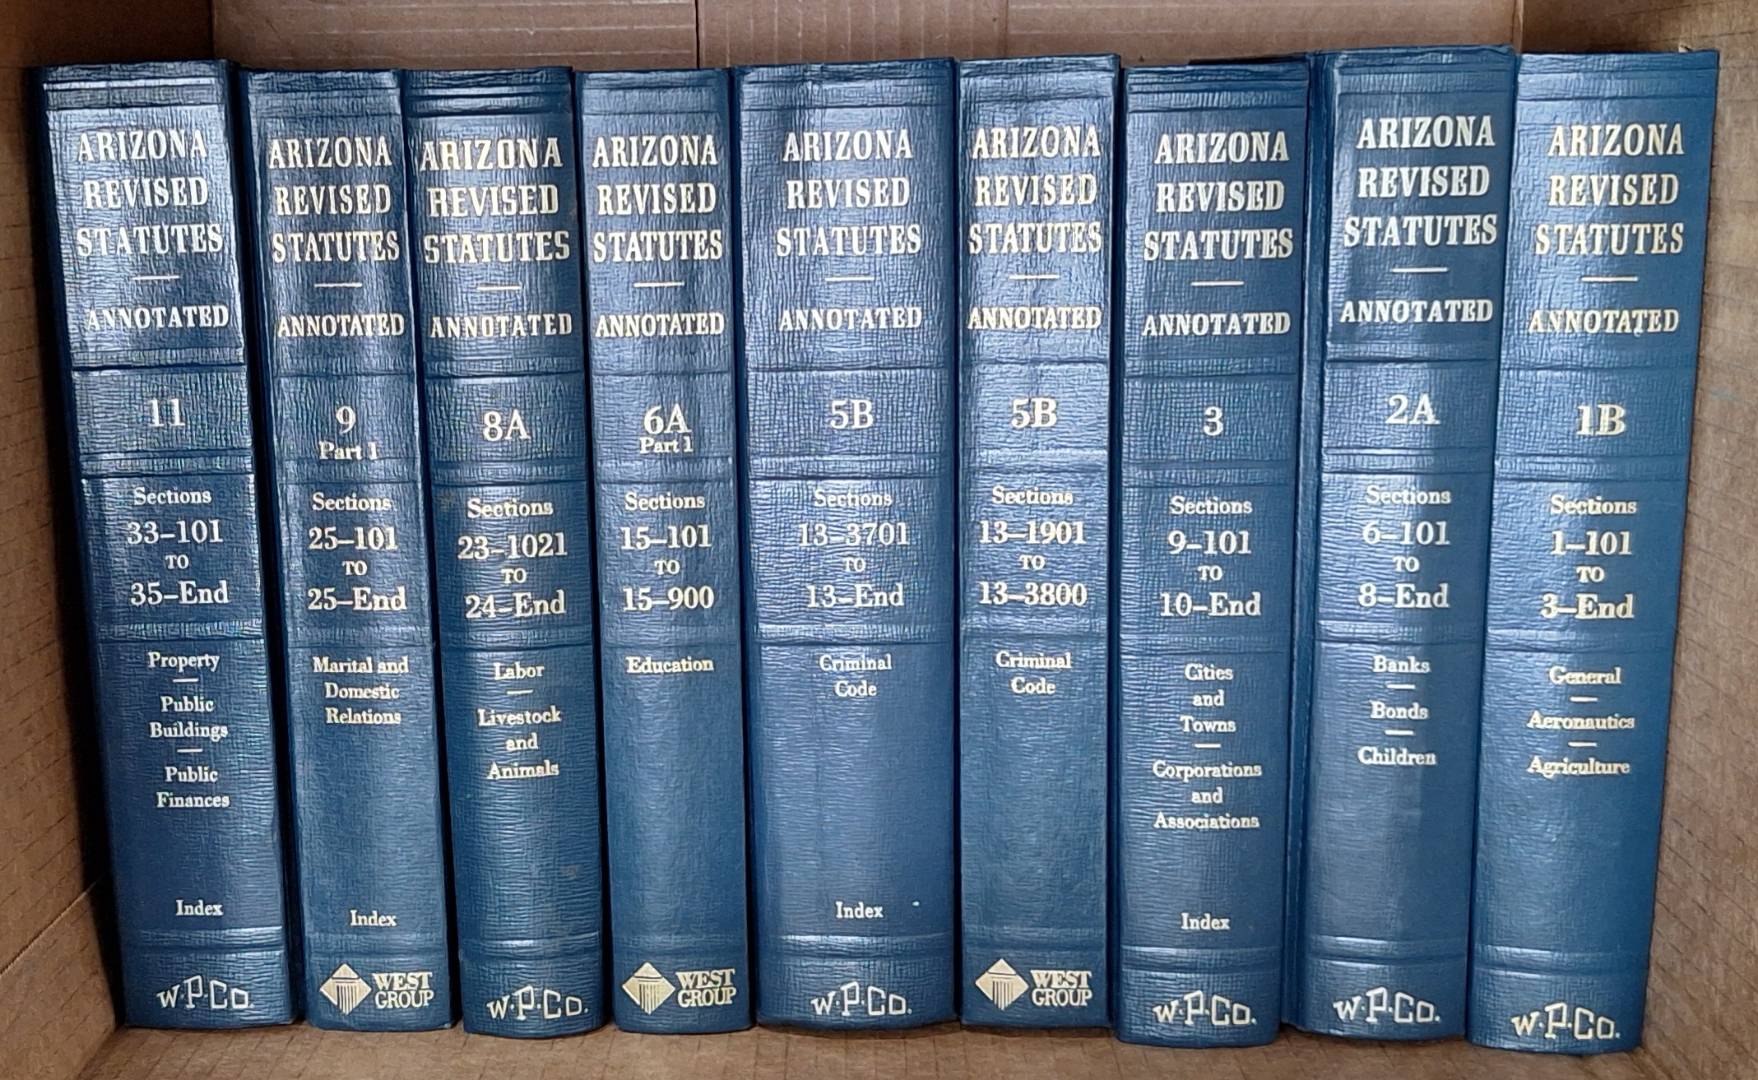 ARIZONA
REVISED
STATUTES
ANNOTATED
11
Sections
33–101
TO
35–End
Property
Public
Buildings
Public
Finances
Index
W·P·CO.
ARIZONA
REVISED
STATUTES
ANNOTATED
9
Part 1
Sections
25–101
TO
25–End
Marital and
Domestic
Relations
Index
WEST
GROUP
ARIZONA
REVISED
STATUTES
ANNOTATED
8A
Sections
23–1021
TO
24–End
Labor
Livestock
and
Animals
W·P·CO.
ARIZONA
REVISED
STATUTES
ANNOTATED
6A
Part 1
Sections
15–101
TO
15–900
Education
WEST
GROUP
ARIZONA
REVISED
STATUTES
ANNOTATED
5B
Sections
13–3701
TO
13–End
Criminal
Code
Index
W·P·CO.
ARIZONA
REVISED
STATUTES
ANNOTATED
5B
Sections
13–1901
TO
13–3800
Criminal
Code
WEST
GROUP
ARIZONA
REVISED
STATUTES
ANNOTATED
3
Sections
9–101
TO
10–End
Cities
and
Towns
Corporations
and
Associations
Index
W·P·CO.
ARIZONA
REVISED
STATUTES
ANNOTATED
2A
Sections
6–101
TO
8–End
Banks
Bonds
Children
W·P·CO.
ARIZONA
REVISED
STATUTES
ANNOTATED
1B
Sections
1–101
TO
3–End
General
Aeronautics
Agriculture
W·P·CO.